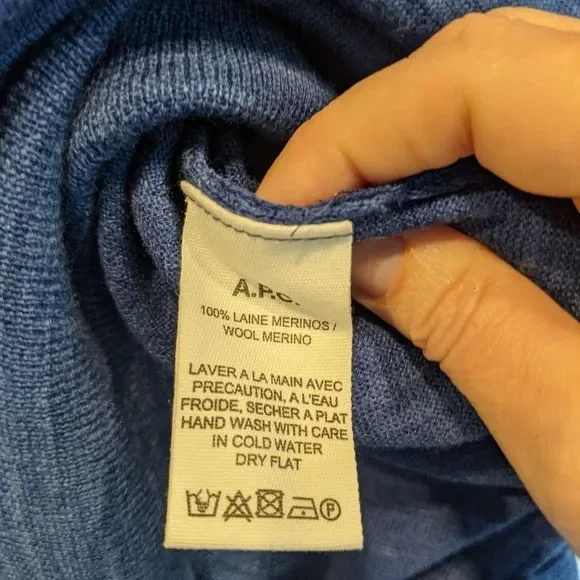 A.P.C.
100% LAINE MERINOS /
WOOL MERINO
LAVER A LA MAIN AVEC
PRECAUTION, A L'EAU
FROIDE, SECHER A PLAT
HAND WASH WITH CARE
IN COLD WATER
DRY FLAT
P